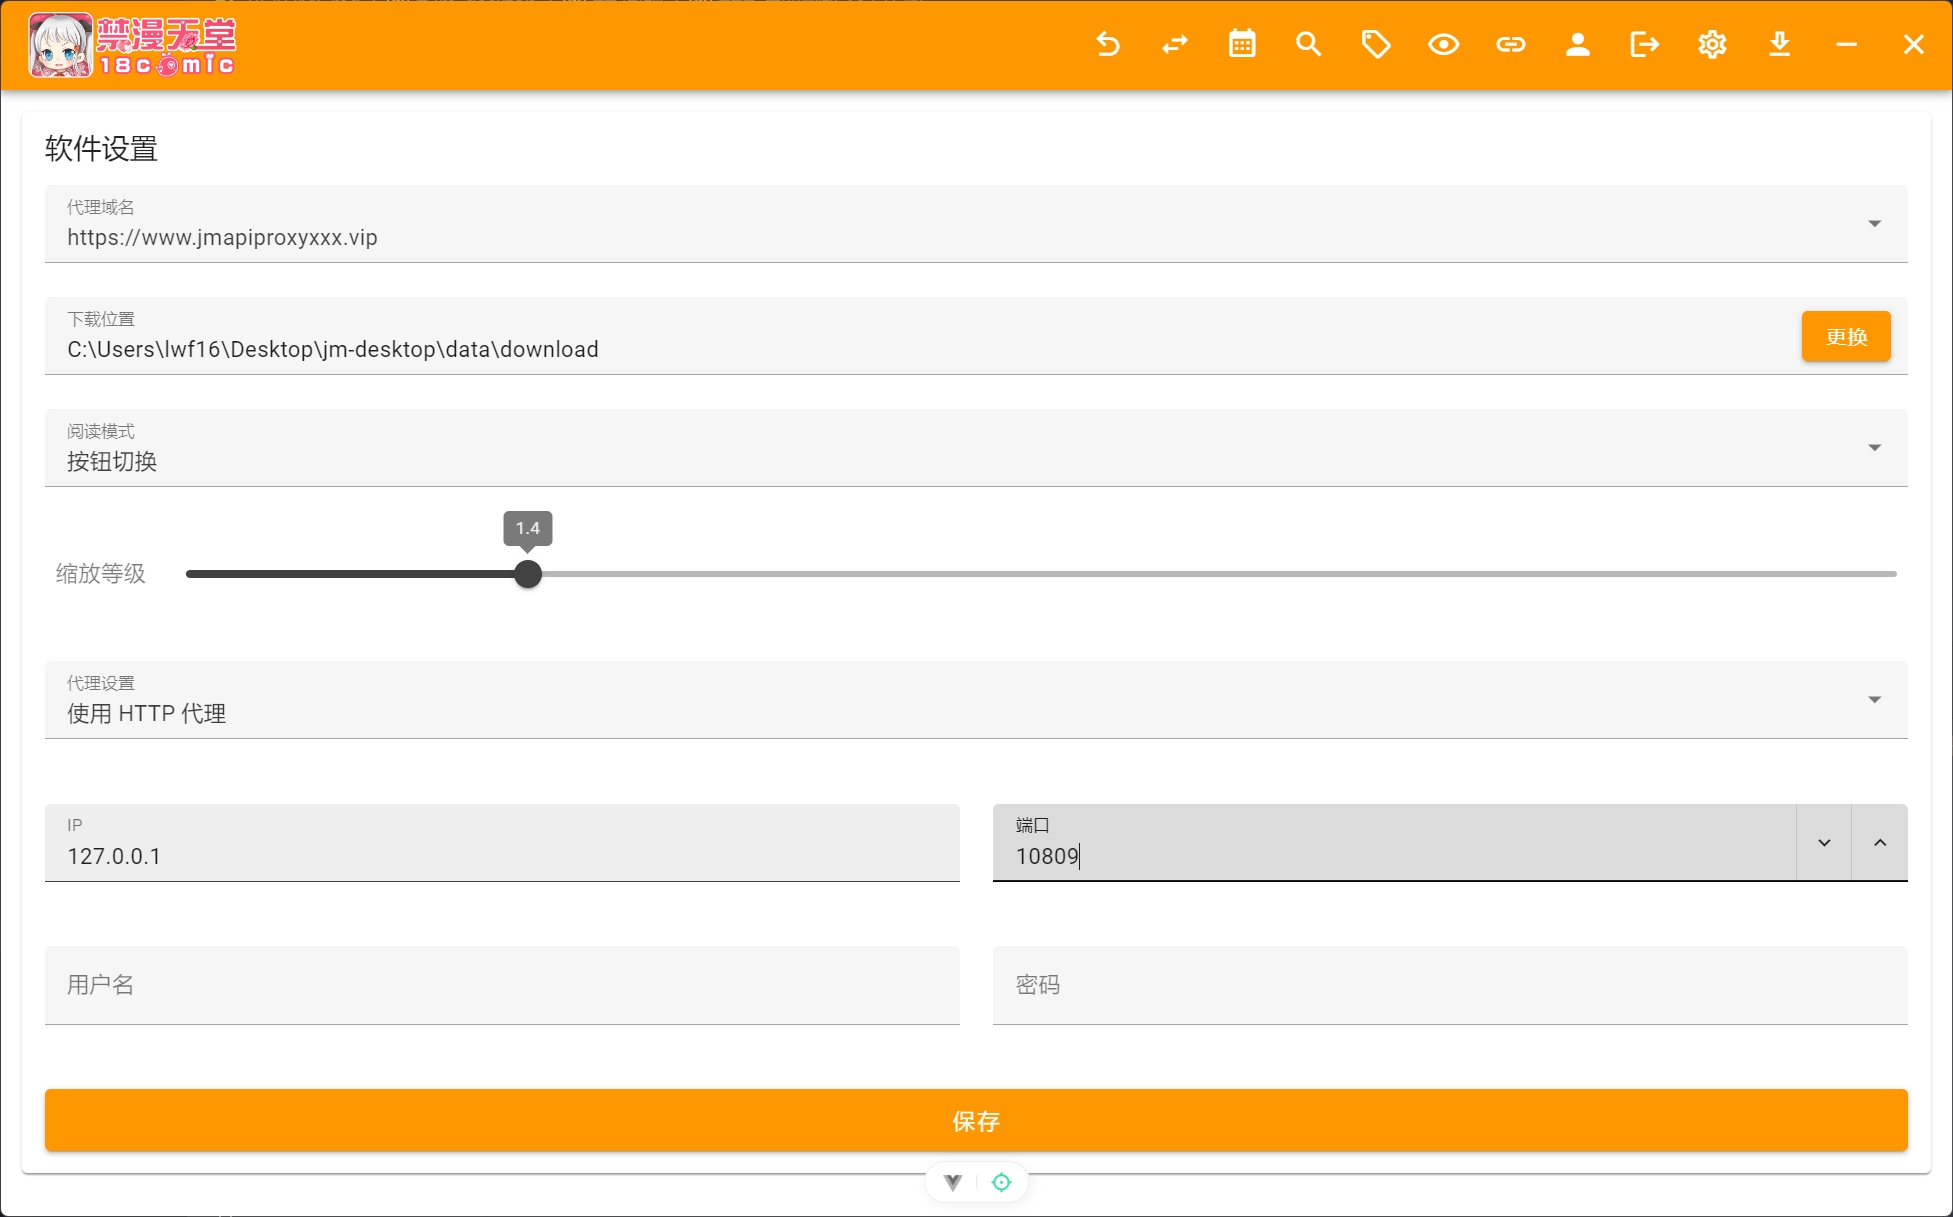 禁漫天堂
18comic
软件设置
代理域名
https://www.jmapiproxyxxx.vip
下载位置
C:\Users\lwf16\Desktop\jm-desktop\data\download
更换
阅读模式
按钮切换
1.4
缩放等级
代理设置
使用 HTTP 代理
IP
127.0.0.1
端口
10809
用户名
密码
保存